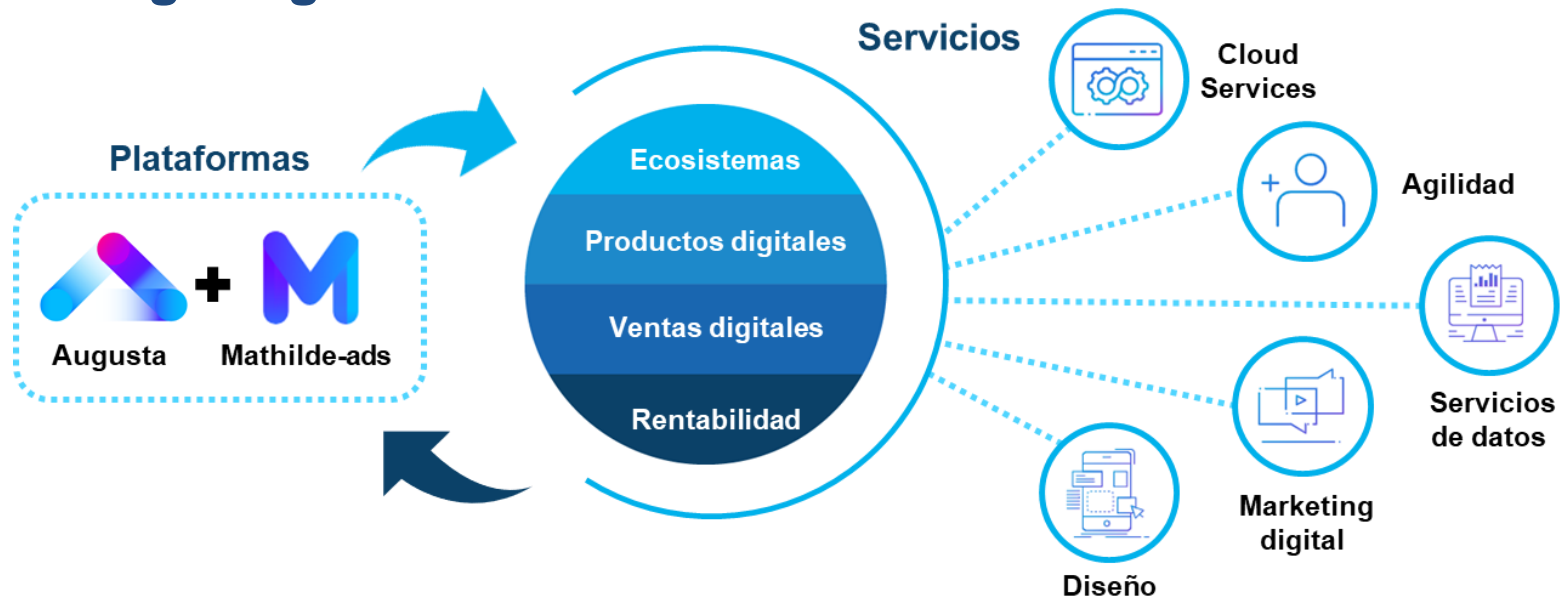 Plataformas
Augusta
+
Mathilde-ads
Ecosistemas
Productos digitales
Ventas digitales
Rentabilidad
Servicios
Cloud
Services
Agilidad
Servicios
de datos
Marketing
digital
Diseño